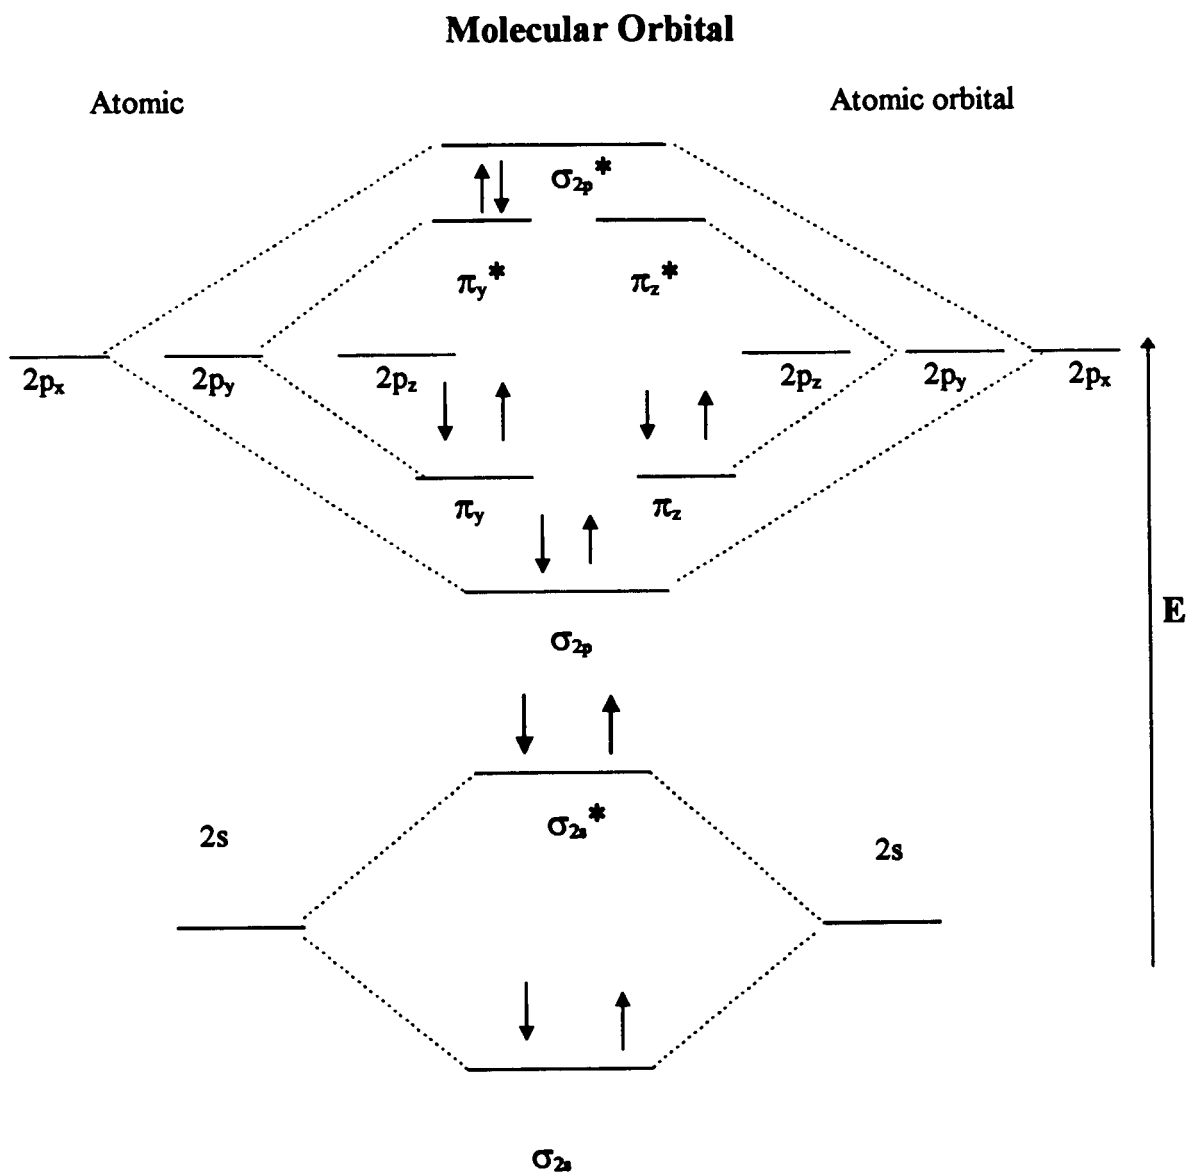 Molecular Orbital
Atomic
Atomic orbital
σ2p*
πy*
πz*
2px
2py
2pz
2pz
2py
2px
πy
πz
σ2p
E
σ2s*
2s
2s
σ2s